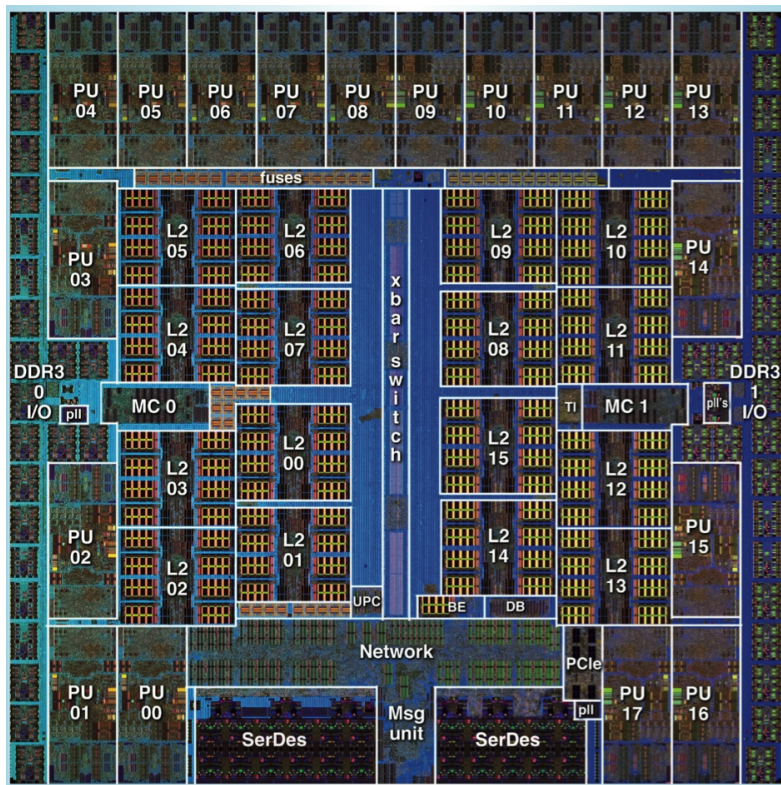 PU
04
PU
05
PU
06
PU
07
PU
08
PU
09
PU
10
PU
11
PU
12
PU
13
fuses
PU
03
L2
05
L2
06
xbar switch
L2
09
L2
10
PU
14
L2
04
L2
07
L2
08
L2
11
DDR3
0
I/O
pll
MC 0
TI
MC 1
pll's
DDR3
1
I/O
L2
03
L2
00
L2
15
L2
12
PU
02
L2
02
L2
01
L2
14
L2
13
PU
15
UPC
BE
DB
PU
01
PU
00
Network
PCIe
pll
PU
17
PU
16
Msg
unit
SerDes
SerDes